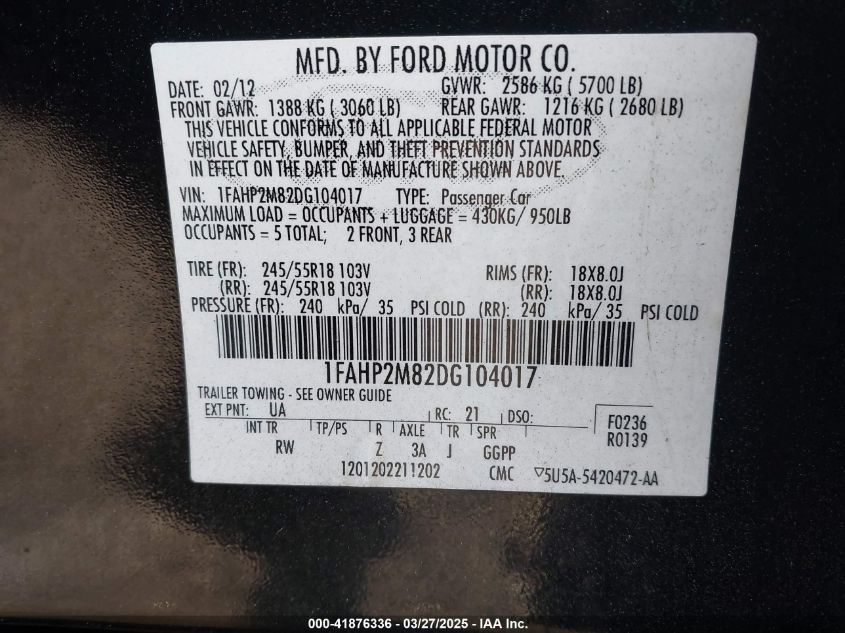 MFD. BY FORD MOTOR CO.
DATE: 02/12 GVWR: 2586 KG ( 5700 LB)
FRONT GAWR: 1388 KG ( 3060 LB) REAR GAWR: 1216 KG ( 2680 LB)
THIS VEHICLE CONFORMS TO ALL APPLICABLE FEDERAL MOTOR
VEHICLE SAFETY, BUMPER, AND THEFT PREVENTION STANDARDS
IN EFFECT ON THE DATE OF MANUFACTURE SHOWN ABOVE.
VIN: 1FAHP2M82DG104017 TYPE: Passenger Car
MAXIMUM LOAD = OCCUPANTS + LUGGAGE = 430KG/ 950LB
OCCUPANTS = 5 TOTAL; 2 FRONT, 3 REAR
TIRE (FR): 245/55R18 103V RIMS (FR): 18X8.0J
(RR): 245/55R18 103V (RR): 18X8.0J
PRESSURE (FR): 240 kPa/ 35 PSI COLD (RR): 240 kPa/ 35 PSI COLD
1FAHP2M82DG104017
TRAILER TOWING - SEE OWNER GUIDE
EXT PNT: UA RC: 21 DSO: F0236
INT TR TP/PS R AXLE TR SPR R0139
RW Z 3A J GGPP
1201202211202 CMC ▽5U5A-5420472-AA
000-41876336 - 03/27/2025 - IAA Inc.